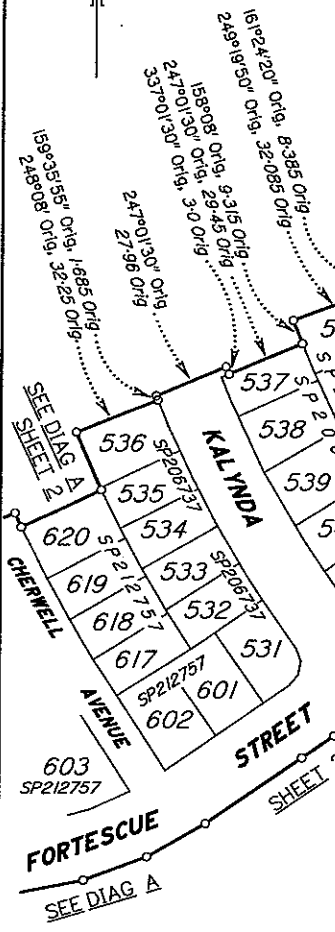 161°24'20" Orig, 8·385 Orig
249°19'50" Orig, 32·085 Orig
158°08' Orig, 9·315 Orig
247°01'30" Orig, 29·45 Orig
337°01'30" Orig, 3·0 Orig
247°01'30" Orig
27·96 Orig
159°35'55" Orig, 1·685 Orig
248°08' Orig, 32·25 Orig
SEE DIAG A
SHEET 2
537
538
539
KALYNDA
536
535
534
533
532
531
SP206737
SP206737
620
619
618
617
SP212757
SP212757
601
602
CHERWELL
AVENUE
603
SP212757
STREET
FORTESCUE
SHEET
SEE DIAG A